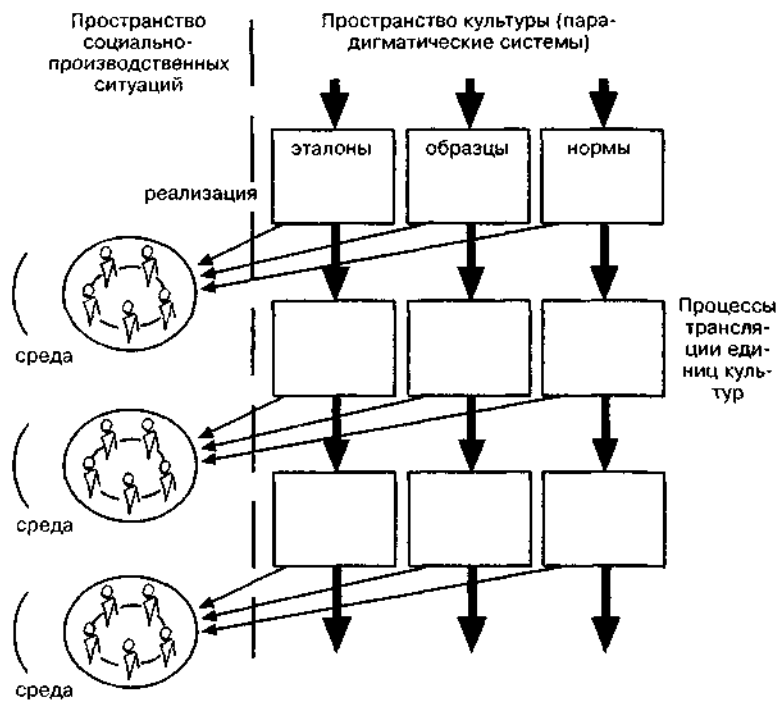 Пространство
социально-
производственных
ситуаций
Пространство культуры (пара-
дигматические системы)
эталоны
образцы
нормы
реализация
среда
Процессы
трансля-
ции еди-
ниц куль-
тур
среда
среда